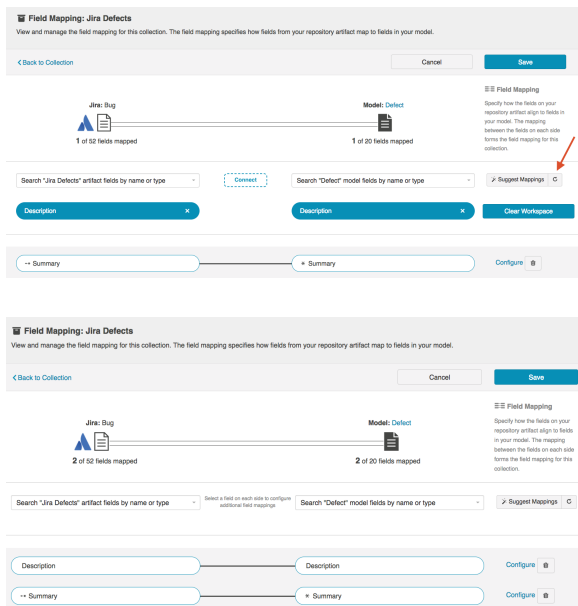 Field Mapping: Jira Defects
View and manage the field mapping for this collection. The field mapping specifies how fields from your repository artifact map to fields in your model.
Back to Collection
Cancel
Save
Jira: Bug
Model: Defect
1 of 52 fields mapped
1 of 20 fields mapped
Field Mapping
Specify how the fields on your
repository artifact align to fields in
your model. The mapping
between the fields on each side
forms the field mapping for this
collection.
Search "Jira Defects" artifact fields by name or type
Connect
Search "Defect" model fields by name or type
Suggest Mappings
Description ×
Description ×
Clear Workspace
Summary
* Summary
Configure
Field Mapping: Jira Defects
View and manage the field mapping for this collection. The field mapping specifies how fields from your repository artifact map to fields in your model.
Back to Collection
Cancel
Save
Jira: Bug
Model: Defect
2 of 52 fields mapped
2 of 20 fields mapped
Field Mapping
Specify how the fields on your
repository artifact align to fields
in your model. The mapping
between the fields on each side
forms the field mapping for this
collection.
Search "Jira Defects" artifact fields by name or type
Select a field on each side to configure
additional field mappings
Search "Defect" model fields by name or type
Suggest Mappings
Description
Description
Configure
Summary
* Summary
Configure